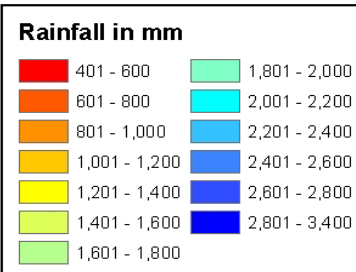 Rainfall in mm
401 - 600
601 - 800
801 - 1,000
1,001 - 1,200
1,201 - 1,400
1,401 - 1,600
1,601 - 1,800
1,801 - 2,000
2,001 - 2,200
2,201 - 2,400
2,401 - 2,600
2,601 - 2,800
2,801 - 3,400